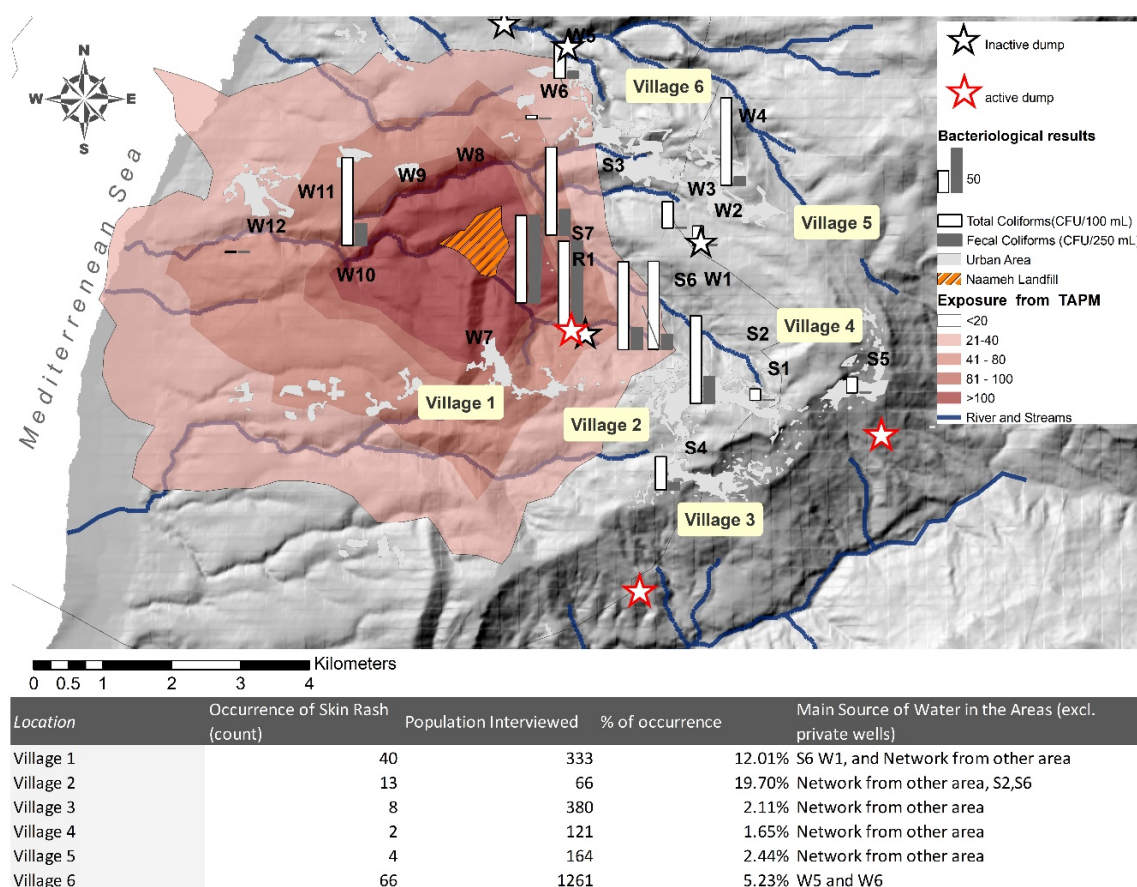 N
W E
S
Mediterrenean Sea
W5
W6
Village 6
W4
W8
S3
W11
W9
W3
W2
W12
Village 5
S7
R1
W10
S6 W1
S2
Village 4
W7
S1
S5
Village 1
Village 2
S4
Village 3
Inactive dump
active dump
Bacteriological results
50
Total Coliforms(CFU/100 mL)
Fecal Coliforms (CFU/250 mL)
Urban Area
Naameh Landfill
Exposure from TAPM
<20
21-40
41 - 80
81 - 100
>100
River and Streams
Kilometers
0 0.5 1 2 3 4
Location Occurrence of Skin Rash (count) Population Interviewed % of occurrence Main Source of Water in the Areas (excl. private wells)
Village 1 40 333 12.01% S6 W1, and Network from other area
Village 2 13 66 19.70% Network from other area, S2,S6
Village 3 8 380 2.11% Network from other area
Village 4 2 121 1.65% Network from other area
Village 5 4 164 2.44% Network from other area
Village 6 66 1261 5.23% W5 and W6